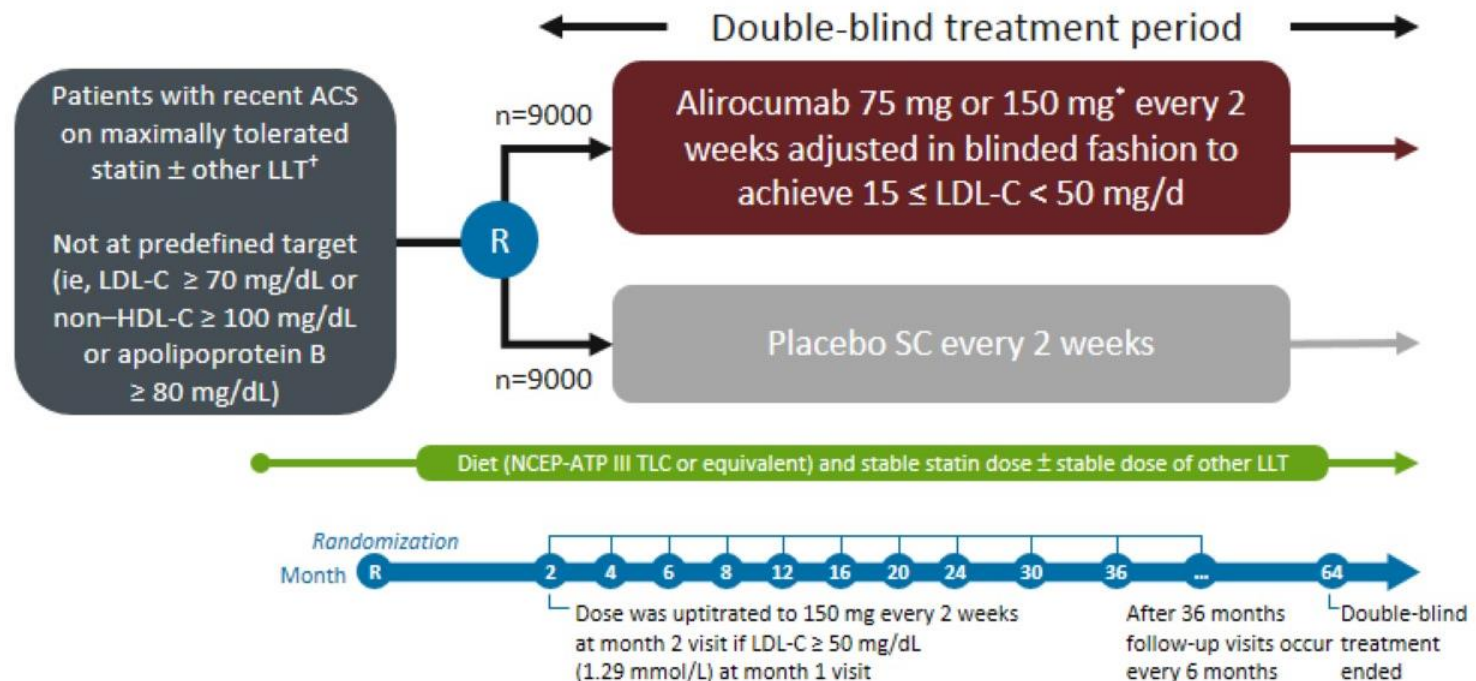 Double-blind treatment period
Patients with recent ACS
on maximally tolerated
statin ± other LLT†
Not at predefined target
(ie, LDL-C ≥ 70 mg/dL or
non–HDL-C ≥ 100 mg/dL
or apolipoprotein B
≥ 80 mg/dL)
n=9000
R
n=9000
Alirocumab 75 mg or 150 mg* every 2
weeks adjusted in blinded fashion to
achieve 15 ≤ LDL-C < 50 mg/d
Placebo SC every 2 weeks
Diet (NCEP-ATP III TLC or equivalent) and stable statin dose ± stable dose of other LLT
Randomization
Month R 2 4 6 8 12 16 20 24 30 36 ... 64
Dose was uptitrated to 150 mg every 2 weeks
at month 2 visit if LDL-C ≥ 50 mg/dL
(1.29 mmol/L) at month 1 visit
After 36 months
follow-up visits occur
every 6 months
Double-blind
treatment
ended